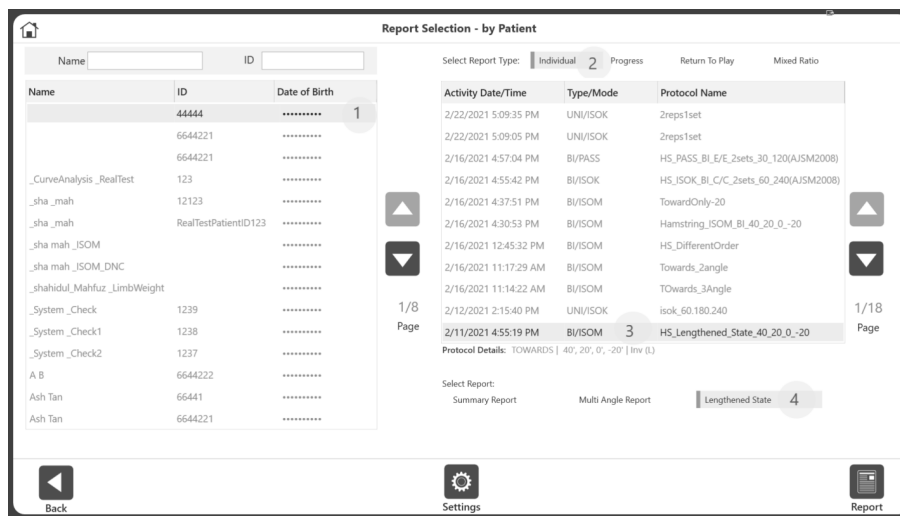 Report Selection - by Patient
Name ID
Name ID Date of Birth
44444 •••••••••• 1
6644221 ••••••••••
6644221 ••••••••••
_CurveAnalysis _RealTest 123 ••••••••••
_sha _mah 12123 ••••••••••
_sha _mah RealTestPatientID123 ••••••••••
_sha mah _ISOM ••••••••••
_sha mah _ISOM_DNC ••••••••••
_shahidul_Mahfuz _LimbWeight ••••••••••
_System _Check 1239 ••••••••••
_System _Check1 1238 ••••••••••
_System _Check2 1237 ••••••••••
A B 6644222 ••••••••••
Ash Tan 66441 ••••••••••
Ash Tan 6644221 ••••••••••
1/8
Page
Select Report Type: Individual 2 Progress Return To Play Mixed Ratio
Activity Date/Time Type/Mode Protocol Name
2/22/2021 5:09:35 PM UNI/ISOK 2reps1set
2/22/2021 5:09:05 PM UNI/ISOK 2reps1set
2/16/2021 4:57:04 PM BI/PASS HS_PASS_BI_E/E_2sets_30_120(AJSM2008)
2/16/2021 4:55:42 PM BI/ISOK HS_ISOK_BI_C/C_2sets_60_240(AJSM2008)
2/16/2021 4:37:51 PM BI/ISOM TowardOnly-20
2/16/2021 4:30:53 PM BI/ISOM Hamstring_ISOM_BI_40_20_0_-20
2/16/2021 12:45:32 PM BI/ISOM HS_DifferentOrder
2/16/2021 11:17:29 AM BI/ISOM Towards_2angle
2/16/2021 11:14:22 AM BI/ISOM TOwards_3Angle
2/12/2021 2:15:40 PM UNI/ISOK isok_60.180.240
2/11/2021 4:55:19 PM BI/ISOM 3 HS_Lengthened_State_40_20_0_-20
1/18
Page
Protocol Details: TOWARDS | 40', 20', 0', -20' | Inv (L)
Select Report:
Summary Report Multi Angle Report Lengthened State 4
Back Settings Report